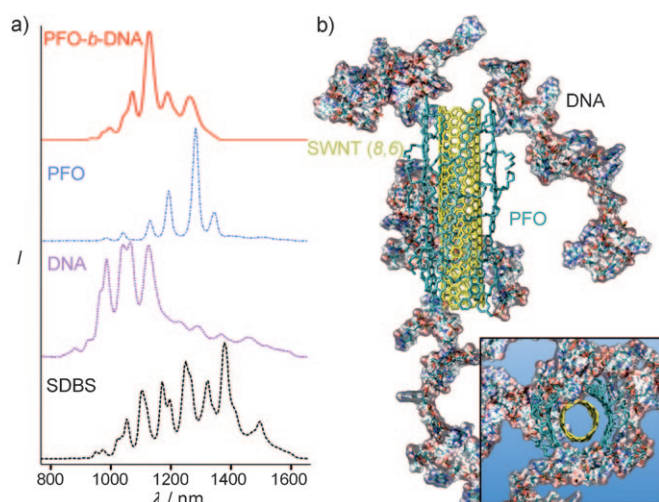 a)
PFO-b-DNA
PFO
DNA
SDBS
I
800 1000 1200 1400 1600
λ / nm
b)
DNA
SWNT (8,6)
PFO